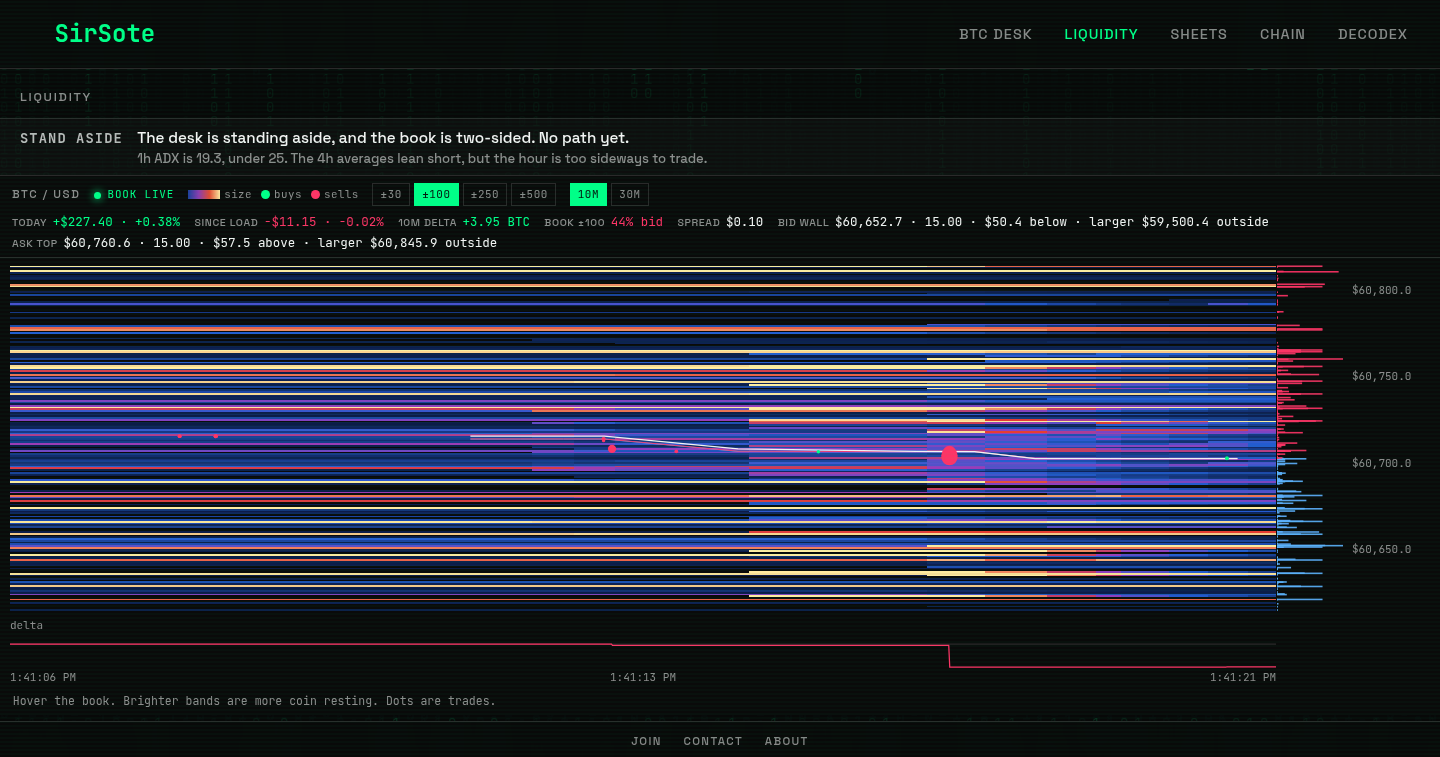 SirSote
BTC DESK LIQUIDITY SHEETS CHAIN DECODEX
LIQUIDITY
STAND ASIDE The desk is standing aside, and the book is two-sided. No path yet.
1h ADX is 19.3, under 25. The 4h averages lean short, but the hour is too sideways to trade.
BTC / USD BOOK LIVE size buys sells ±30 ±100 ±250 ±500 10M 30M
TODAY +$227.40 · +0.38% SINCE LOAD -$11.15 · -0.02% 10M DELTA +3.95 BTC BOOK ±100 44% bid SPREAD $0.10 BID WALL $60,652.7 · 15.00 · $50.4 below · larger $59,500.4 outside
ASK TOP $60,760.6 · 15.00 · $57.5 above · larger $60,845.9 outside
$60,800.0
$60,750.0
$60,700.0
$60,650.0
delta
1:41:06 PM 1:41:13 PM 1:41:21 PM
Hover the book. Brighter bands are more coin resting. Dots are trades.
JOIN CONTACT ABOUT